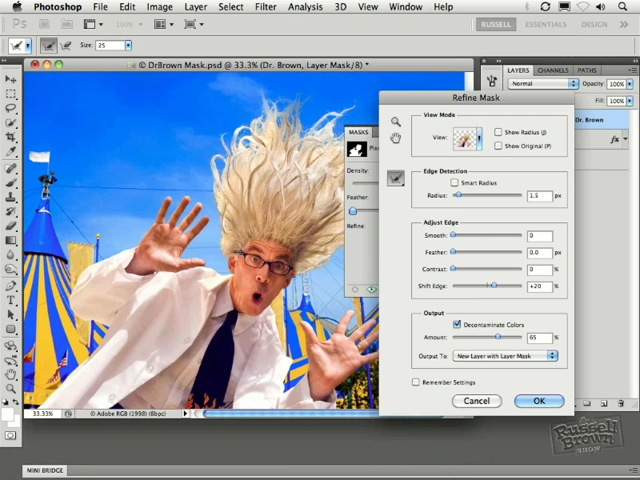 Photoshop File Edit Image Layer Select Filter Analysis 3D View Window Help
Ps 100% RUSSELL ESSENTIALS DESIGN
Size: 25
© DrBrown Mask.psd @ 33.3% (Dr. Brown, Layer Mask/8) *
LAYERS CHANNELS PATHS
Normal Opacity: 100%
Fill: 100%
Dr. Brown
fx
MASKS
Density:
Feather:
Refine:
Refine Mask
View Mode
View: Show Radius (J)
Show Original (P)
Edge Detection
Smart Radius
Radius: 1.5 px
Adjust Edge
Smooth: 0
Feather: 0.0 px
Contrast: 0 %
Shift Edge: +20 %
Output
Decontaminate Colors
Amount: 65 %
Output To: New Layer with Layer Mask
Remember Settings
Cancel OK
33.33% © Adobe RGB (1998) (8bpc)
Russell Brown SHOW
MINI BRIDGE